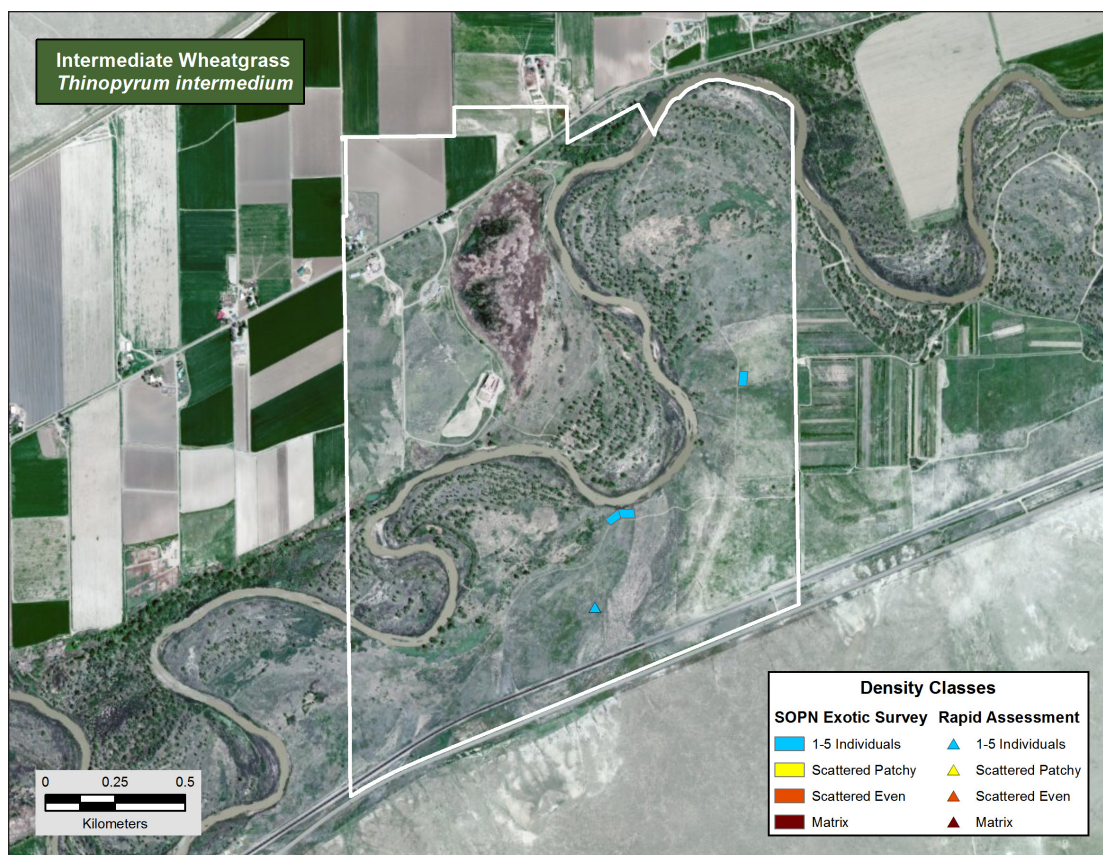 Intermediate Wheatgrass
Thinopyrum intermedium
Density Classes
SOPN Exotic Survey Rapid Assessment
1-5 Individuals 1-5 Individuals
Scattered Patchy Scattered Patchy
Scattered Even Scattered Even
Matrix Matrix
0 0.25 0.5
Kilometers